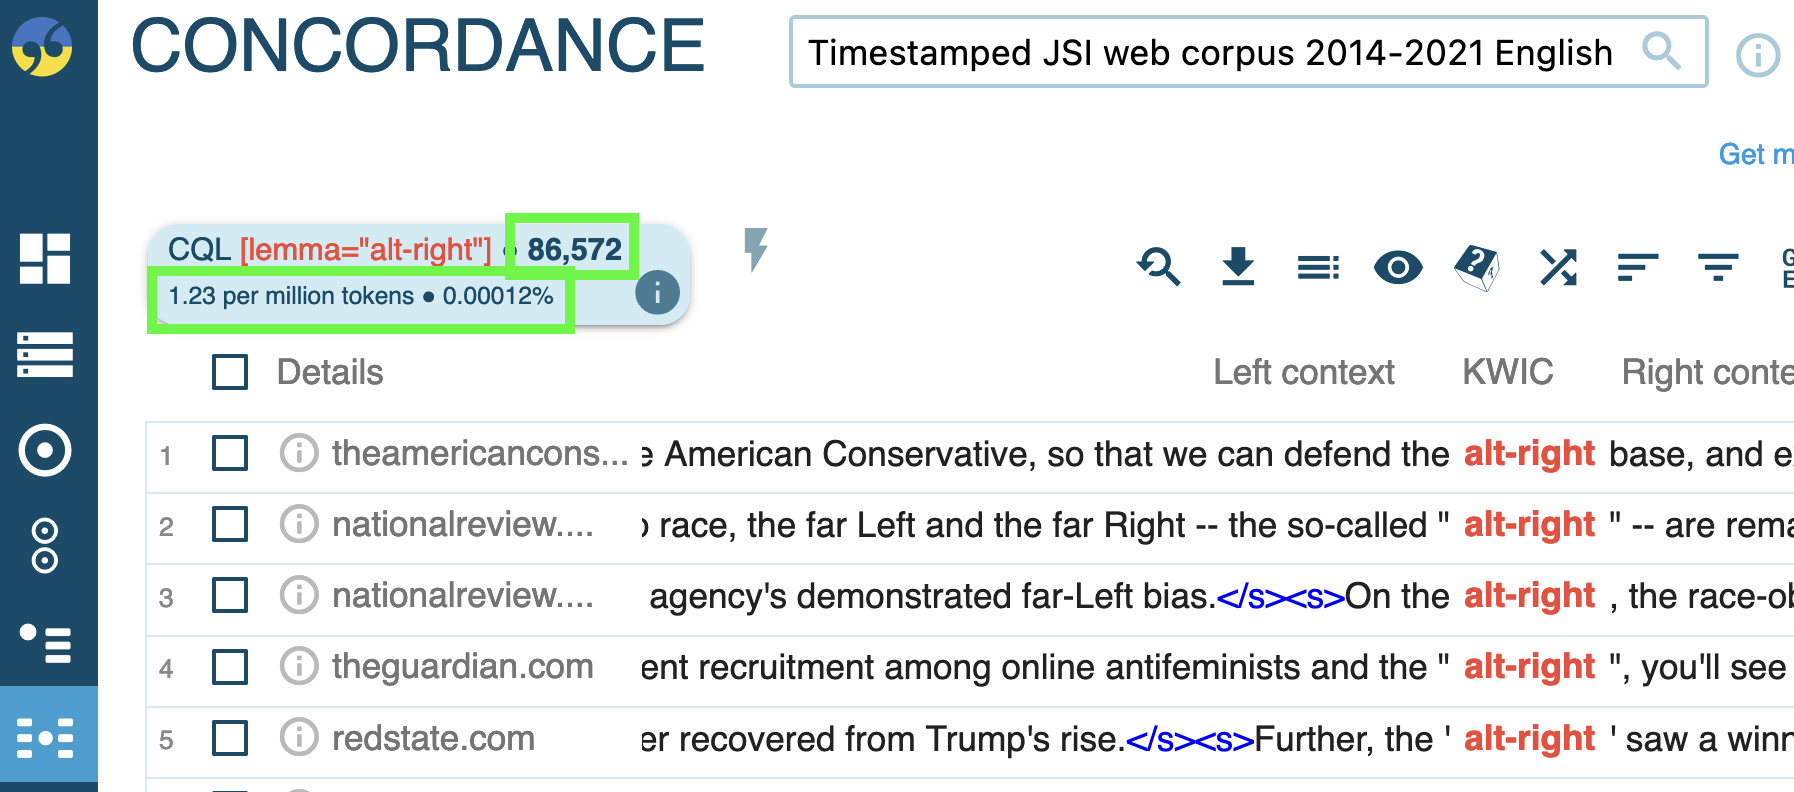 CONCORDANCE
Timestamped JSI web corpus 2014-2021 English
Get m
CQL [lemma="alt-right"] • 86,572
1.23 per million tokens • 0.00012%
Details Left context KWIC Right conte
1 theamericancons... e American Conservative, so that we can defend the alt-right base, and e
2 nationalreview.... o race, the far Left and the far Right -- the so-called " alt-right " -- are rema
3 nationalreview.... agency's demonstrated far-Left bias.</s><s>On the alt-right , the race-ob
4 theguardian.com ent recruitment among online antifeminists and the " alt-right ", you'll see
5 redstate.com er recovered from Trump's rise.</s><s>Further, the ' alt-right ' saw a winn